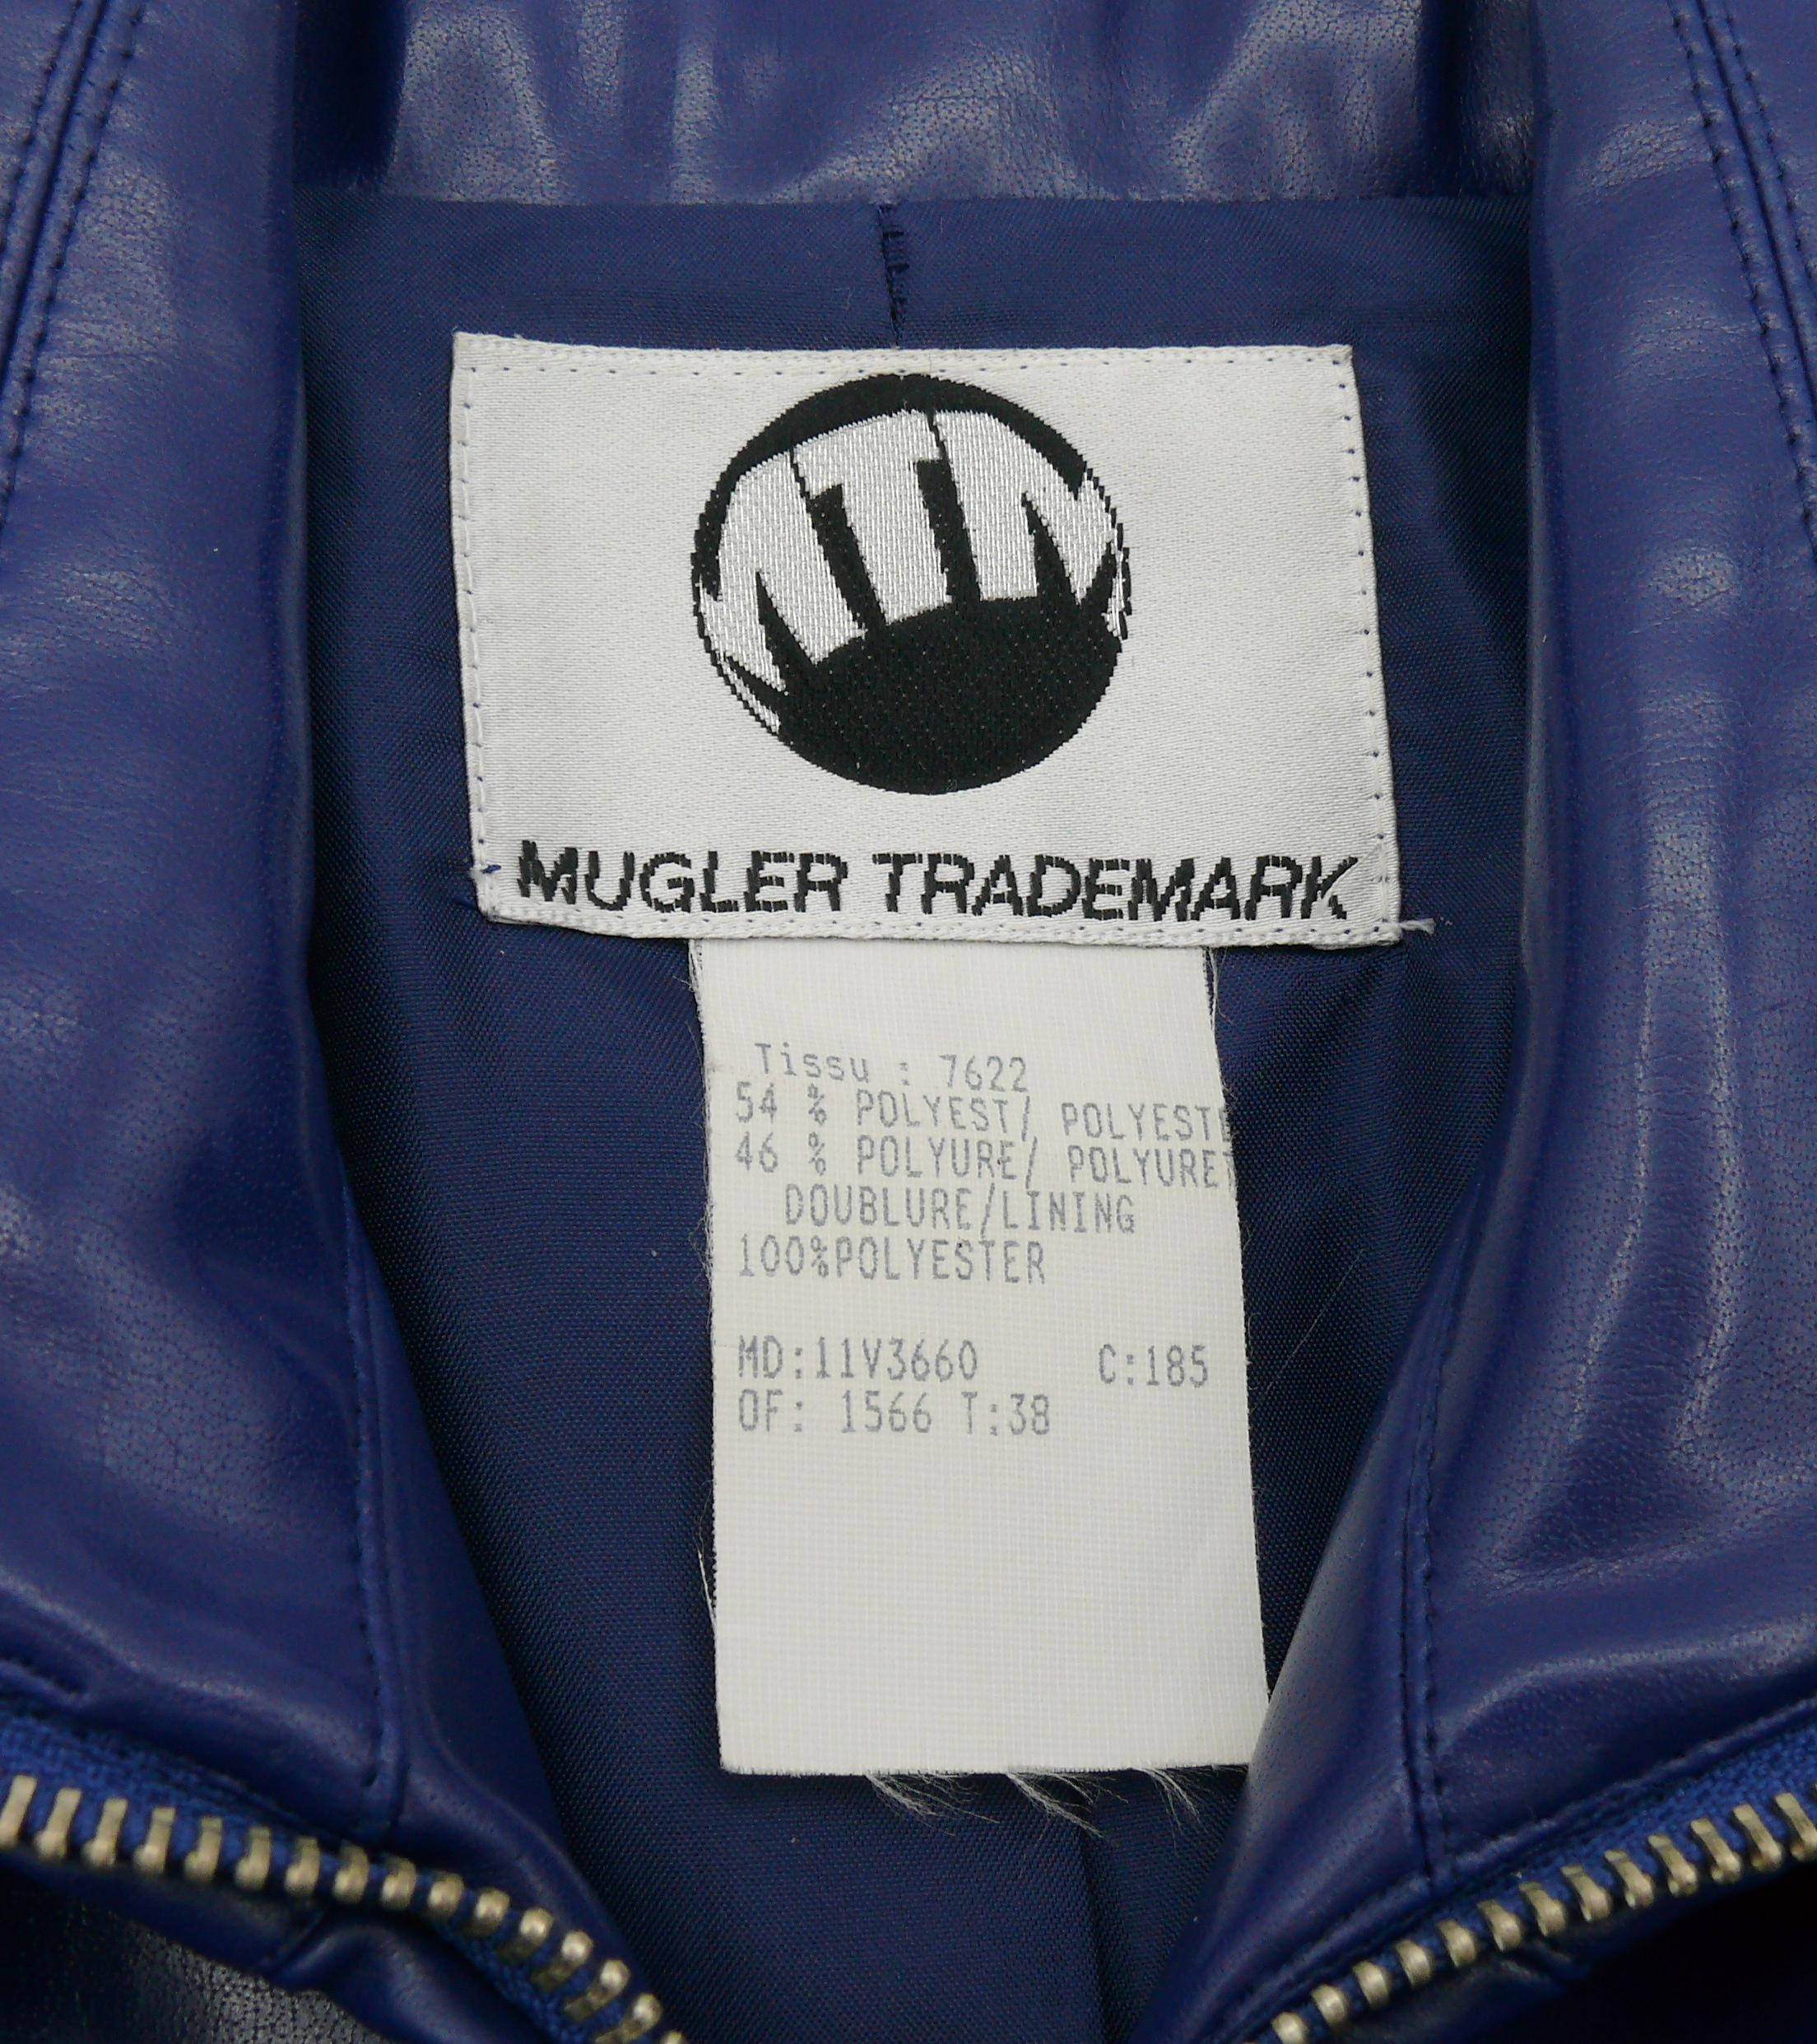 MTM
MUGLER TRADEMARK
Tissu : 7622
54 % POLYEST/ POLYESTE
46 % POLYURE/ POLYURET
DOUBLURE/LINING
100%POLYESTER
MD:11V3660 C:185
OF: 1566 T:38